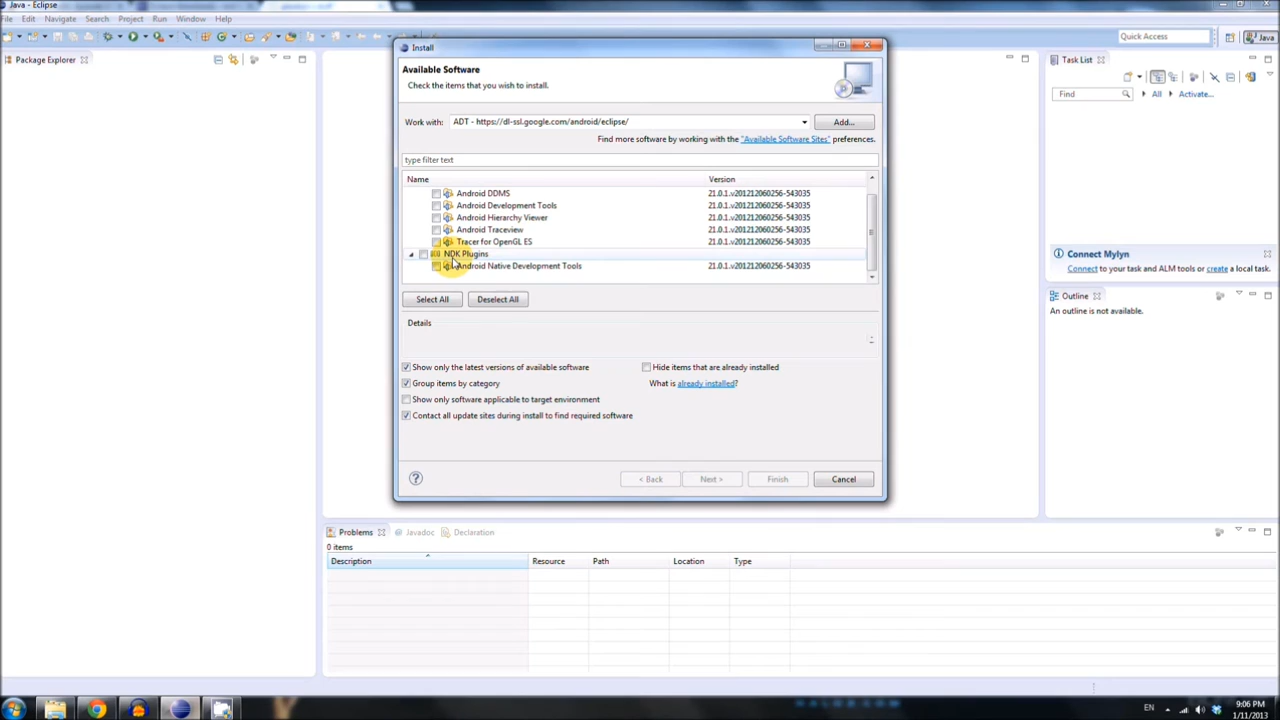 Java - Eclipse
File Edit Navigate Search Project Run Window Help
Quick Access
Java
Package Explorer
Install
Available Software
Check the items that you wish to install.
Work with: ADT - https://dl-ssl.google.com/android/eclipse/
Add...
Find more software by working with the "Available Software Sites" preferences.
type filter text
Name Version
Android DDMS 21.0.1.v201212060256-543035
Android Development Tools 21.0.1.v201212060256-543035
Android Hierarchy Viewer 21.0.1.v201212060256-543035
Android Traceview 21.0.1.v201212060256-543035
Tracer for OpenGL ES 21.0.1.v201212060256-543035
NDK Plugins
Android Native Development Tools 21.0.1.v201212060256-543035
Select All Deselect All
Details
Show only the latest versions of available software Hide items that are already installed
Group items by category What is already installed?
Show only software applicable to target environment
Contact all update sites during install to find required software
? < Back Next > Finish Cancel
Task List
Find All Activate...
Connect Mylyn
Connect to your task and ALM tools or create a local task.
Outline
An outline is not available.
Problems Javadoc Declaration
0 items
Description Resource Path Location Type
EN 9:06 PM
1/11/2013